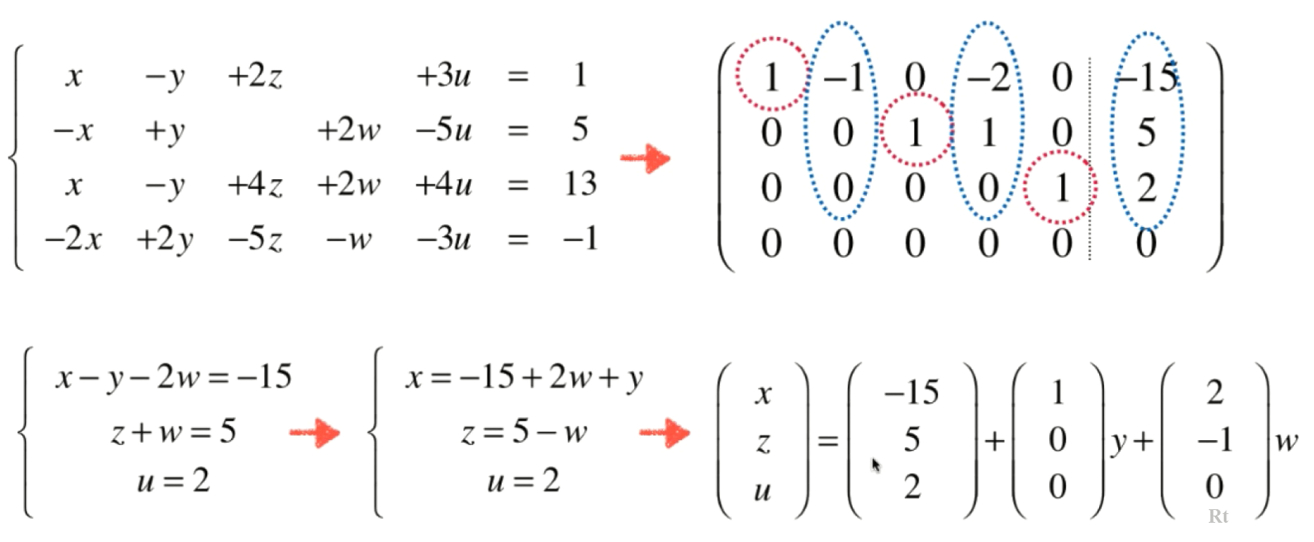 x −y +2z +3u = 1
−x +y +2w −5u = 5
x −y +4z +2w +4u = 13
−2x +2y −5z −w −3u = −1
1 −1 0 −2 0 −15
0 0 1 1 0 5
0 0 0 0 1 2
0 0 0 0 0 0
x − y − 2w = −15
z + w = 5
u = 2
x = −15 + 2w + y
z = 5 − w
u = 2
( x z u ) = ( −15 5 2 ) + ( 1 0 0 ) y + ( 2 −1 0 ) w
Rt